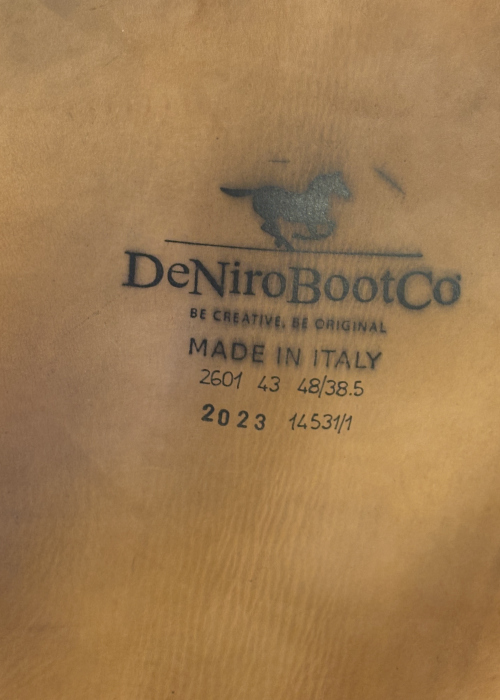 DeNiroBootCo
BE CREATIVE, BE ORIGINAL
MADE IN ITALY
2601 43 48/38.5
2023 14531/1